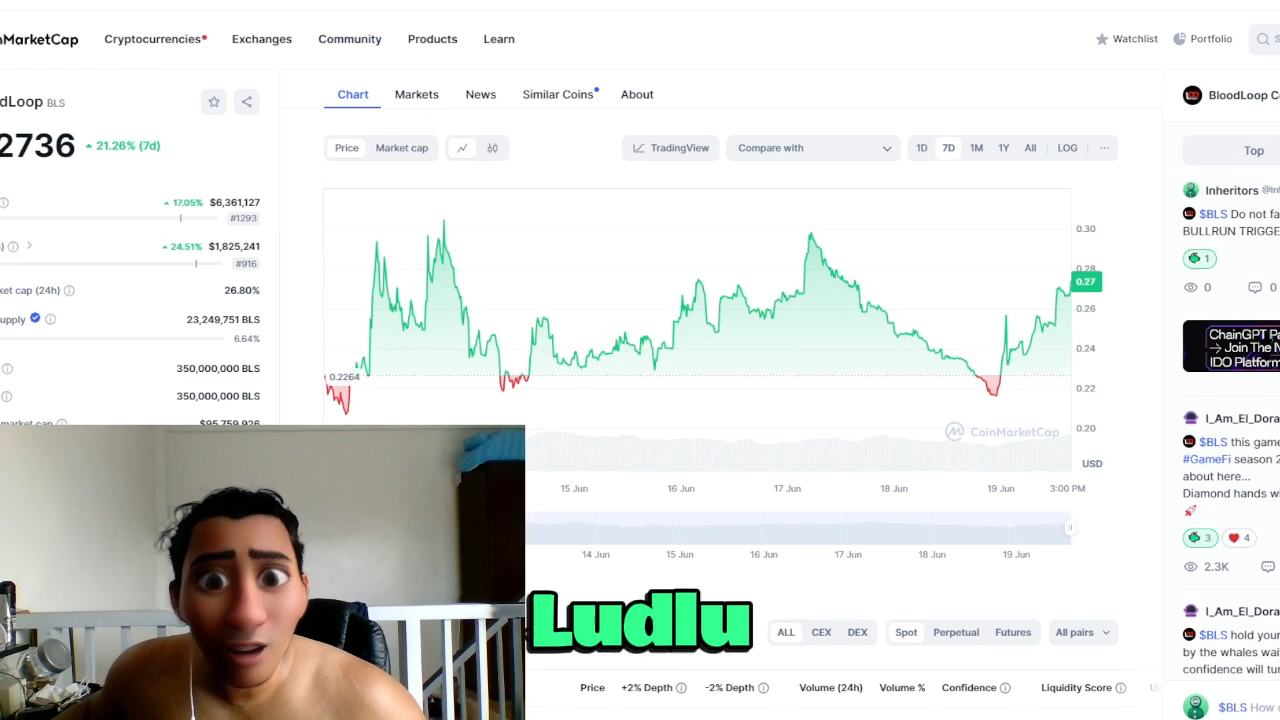 nMarketCap Cryptocurrencies Exchanges Community Products Learn Watchlist Portfolio S
dLoop BLS
2736 21.26% (7d)
17.05% $6,361,127
#1293
) 24.51% $1,825,241
#916
ket cap (24h) 26.80%
upply 23,249,751 BLS
6.64%
350,000,000 BLS
350,000,000 BLS
market cap $95,759,926
Chart Markets News Similar Coins About
Price Market cap TradingView Compare with 1D 7D 1M 1Y All LOG ...
0.30
0.28
0.27
0.26
0.24
0.2264
0.22
0.20
CoinMarketCap
USD
15 Jun 16 Jun 17 Jun 18 Jun 19 Jun 3:00 PM
14 Jun 15 Jun 16 Jun 17 Jun 18 Jun 19 Jun
Ludlu
ALL CEX DEX Spot Perpetual Futures All pairs
Price +2% Depth -2% Depth Volume (24h) Volume % Confidence Liquidity Score
BloodLoop C
Top
Inheritors @Inh
$BLS Do not fa
BULLRUN TRIGGE
1
0 0
ChainGPT Pa
→ Join The N
IDO Platform
I_Am_El_Dora
$BLS this game
#GameFi season 2
about here...
Diamond hands wi
🚀
3 4
2.3K
I_Am_El_Dora
$BLS hold your
by the whales wai
confidence will tu
$BLS How